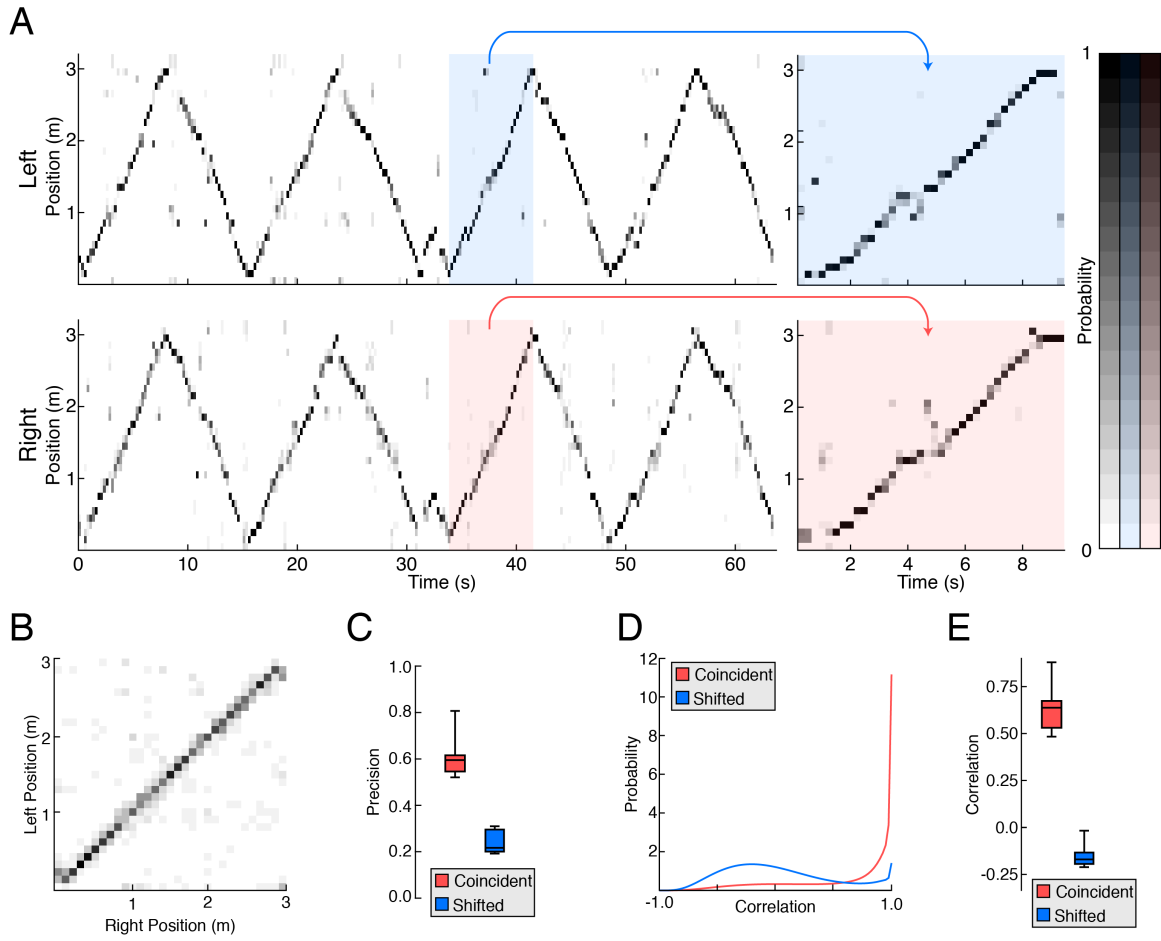 A
Left
Position (m)
3
2
1
3
2
1
Right
Position (m)
3
2
1
0
10
20
30
40
50
60
Time (s)
3
2
1
2
4
6
8
Time (s)
Probability
1
0
B
Left Position (m)
3
2
1
1
2
3
Right Position (m)
C
Precision
1.0
0.8
0.6
0.4
0.2
0.0
Coincident
Shifted
D
Probability
12
10
8
6
4
2
Coincident
Shifted
-1.0
Correlation
1.0
E
Correlation
0.75
0.50
0.25
0.0
-0.25
Coincident
Shifted